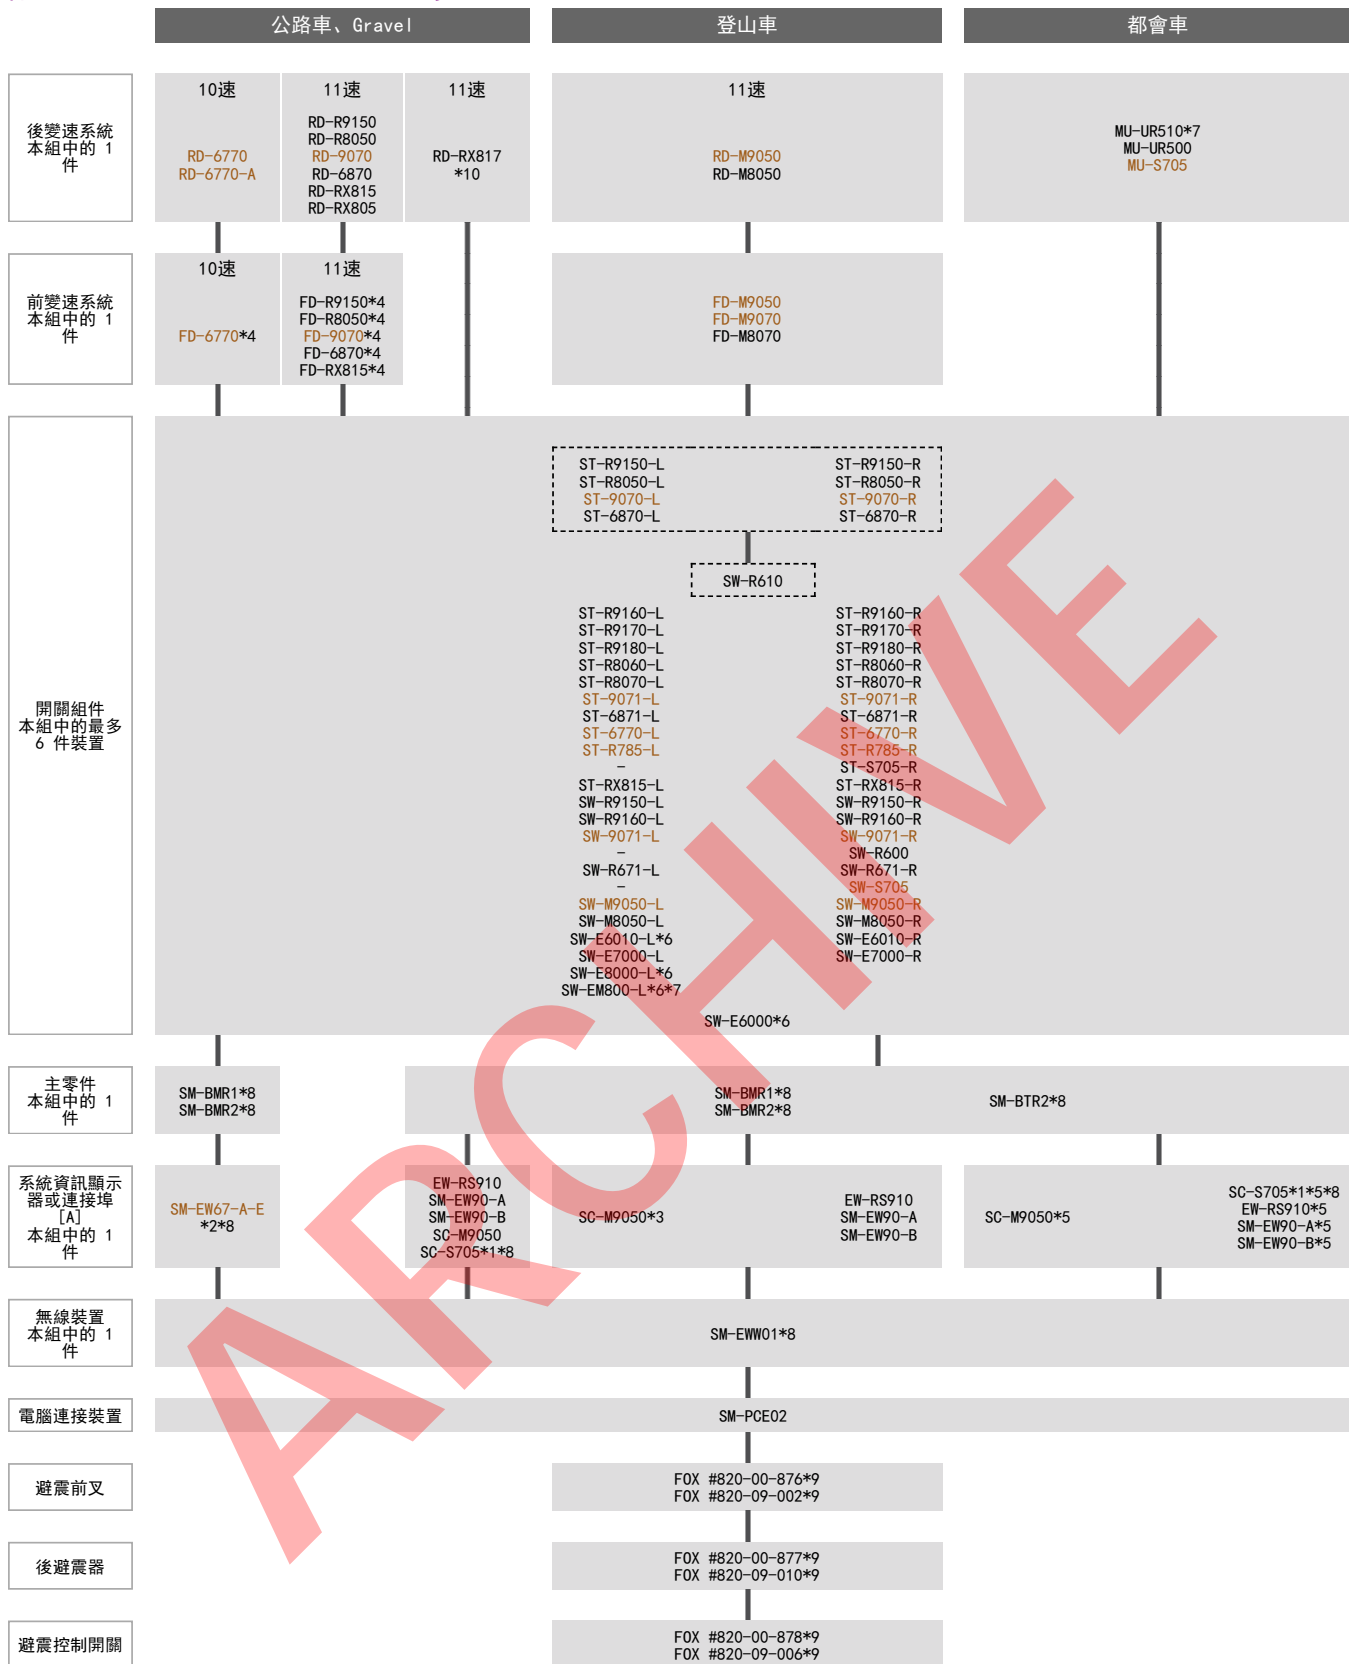 公路車、Gravel
登山車
都會車
後變速系統
本組中的 1
件
10速
RD-6770
RD-6770-A
11速
RD-R9150
RD-R8050
RD-9070
RD-6870
RD-RX815
RD-RX805
11速
RD-RX817
*10
11速
RD-M9050
RD-M8050
MU-UR510*7
MU-UR500
MU-S705
前變速系統
本組中的 1
件
10速
FD-6770*4
11速
FD-R9150*4
FD-R8050*4
FD-9070*4
FD-6870*4
FD-RX815*4
FD-M9050
FD-M9070
FD-M8070
開關組件
本組中的最多
6 件裝置
ST-R9150-L
ST-R8050-L
ST-9070-L
ST-6870-L
ST-R9150-R
ST-R8050-R
ST-9070-R
ST-6870-R
SW-R610
ST-R9160-L
ST-R9170-L
ST-R9180-L
ST-R8060-L
ST-R8070-L
ST-9071-L
ST-6871-L
ST-6770-L
ST-R785-L
-
ST-RX815-L
SW-R9150-L
SW-R9160-L
SW-9071-L
-
SW-R671-L
-
SW-M9050-L
SW-M8050-L
SW-E6010-L*6
SW-E7000-L
SW-E8000-L*6
SW-EM800-L*6*7
ST-R9160-R
ST-R9170-R
ST-R9180-R
ST-R8060-R
ST-R8070-R
ST-9071-R
ST-6871-R
ST-6770-R
ST-R785-R
ST-S705-R
ST-RX815-R
SW-R9150-R
SW-R9160-R
SW-9071-R
SW-R600
SW-R671-R
SW-S705
SW-M9050-R
SW-M8050-R
SW-E6010-R
SW-E7000-R
SW-E6000*6
主零件
本組中的 1
件
SM-BMR1*8
SM-BMR2*8
SM-BMR1*8
SM-BMR2*8
SM-BTR2*8
系統資訊顯示
器或連接埠
[A]
本組中的 1
件
SM-EW67-A-E
*2*8
EW-RS910
SM-EW90-A
SM-EW90-B
SC-M9050
SC-S705*1*8
SC-M9050*3
EW-RS910
SM-EW90-A
SM-EW90-B
SC-M9050*5
SC-S705*1*5*8
EW-RS910*5
SM-EW90-A*5
SM-EW90-B*5
無線裝置
本組中的 1
件
SM-EWW01*8
電腦連接裝置
SM-PCE02
避震前叉
FOX #820-00-876*9
FOX #820-09-002*9
後避震器
FOX #820-00-877*9
FOX #820-09-010*9
避震控制開關
FOX #820-00-878*9
FOX #820-09-006*9
ARCHIVE